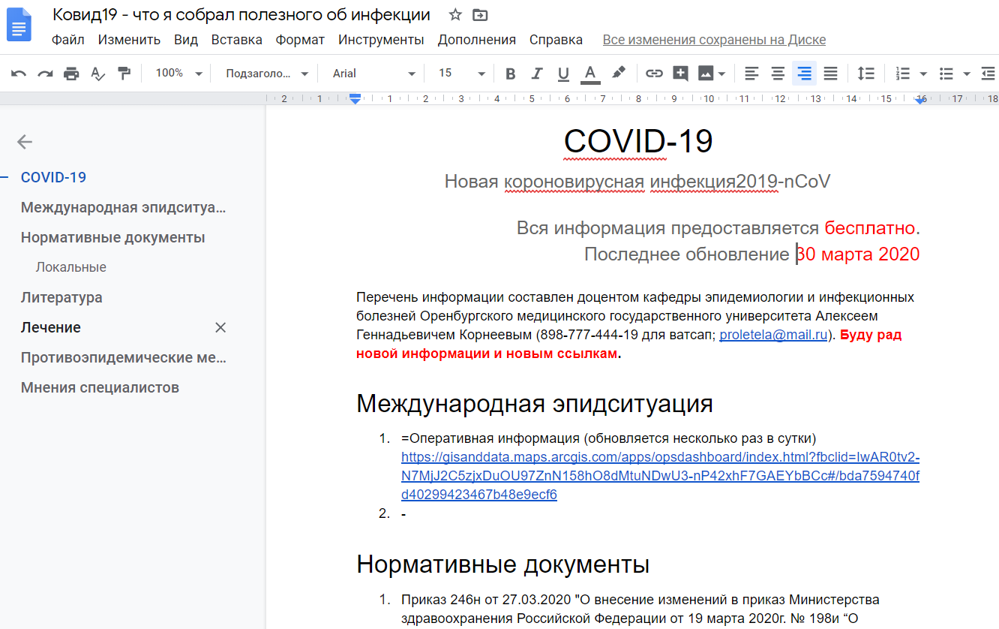 Ковид19 - что я собрал полезного об инфекции
Файл Изменить Вид Вставка Формат Инструменты Дополнения Справка Все изменения сохранены на Диске
100% Подзаголо... Arial 15 B I U A
2 1 1 2 3 4 5 6 7 8 9 10 11 12 13 14 15 16 17 18
COVID-19
Международная эпидситуа...
Нормативные документы
Локальные
Литература
Лечение
Противоэпидемические ме...
Мнения специалистов
COVID-19
Новая короновирусная инфекция2019-nCoV
Вся информация предоставляется бесплатно.
Последнее обновление 30 марта 2020
Перечень информации составлен доцентом кафедры эпидемиологии и инфекционных
болезней Оренбургского медицинского государственного университета Алексеем
Геннадьевичем Корнеевым (898-777-444-19 для ватсап; proletela@mail.ru). Буду рад
новой информации и новым ссылкам.
Международная эпидситуация
1. =Оперативная информация (обновляется несколько раз в сутки)
https://gisanddata.maps.arcgis.com/apps/opsdashboard/index.html?fbclid=IwAR0tv2-
N7MjJ2C5zjxDuOU97ZnN158hO8dMtuNDwU3-nP42xhF7GAEYbBCc#/bda7594740f
d40299423467b48e9ecf6
2. -
Нормативные документы
1. Приказ 246н от 27.03.2020 "О внесение изменений в приказ Министерства
здравоохранения Российской Федерации от 19 марта 2020г. № 198и “О